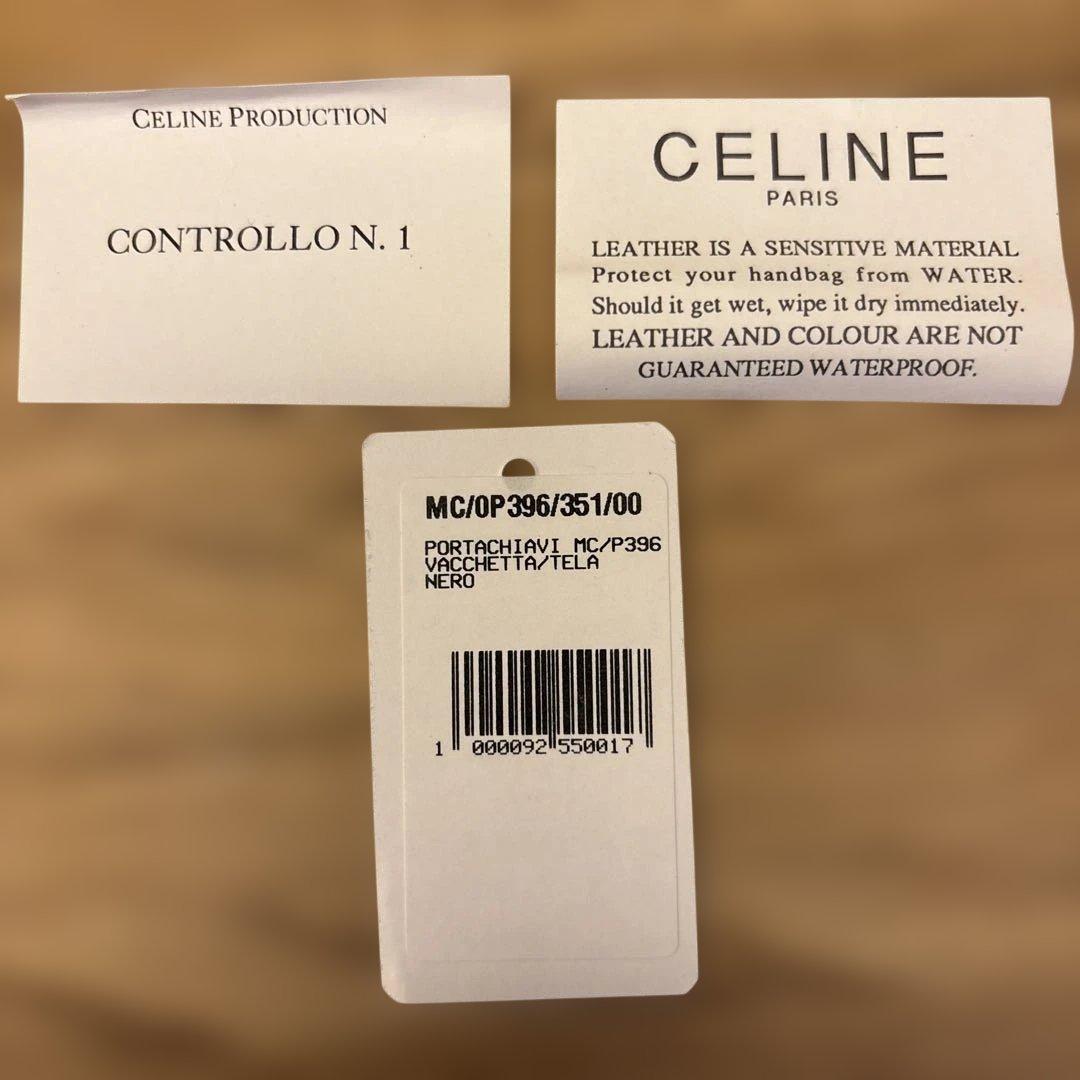 CELINE PRODUCTION
CONTROLLO N. 1
CELINE
PARIS
LEATHER IS A SENSITIVE MATERIAL
Protect your handbag from WATER.
Should it get wet, wipe it dry immediately.
LEATHER AND COLOUR ARE NOT
GUARANTEED WATERPROOF.
MC/0P396/351/00
PORTACHIAVI MC/P396
VACCHETTA/TELA
NERO
1 000092 550017